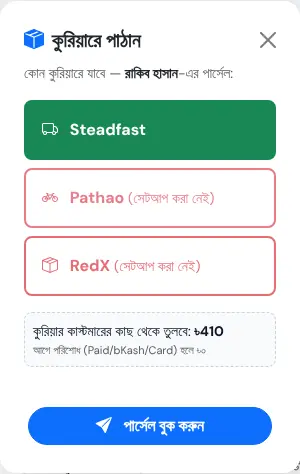 কুরিয়ারে পাঠান
কোন কুরিয়ারে যাবে — রাকিব হাসান-এর পার্সেল:
Steadfast
Pathao (সেটআপ করা নেই)
RedX (সেটআপ করা নেই)
কুরিয়ার কাস্টমারের কাছ থেকে তুলবে: ৳410
আগে পরিশোধ (Paid/bKash/Card) হলে ৳০
পার্সেল বুক করুন